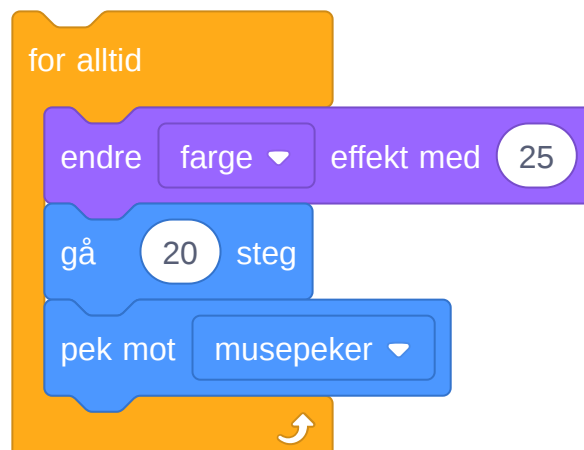 for alltid
endre farge effekt med 25
gå 20 steg
pek mot musepeker